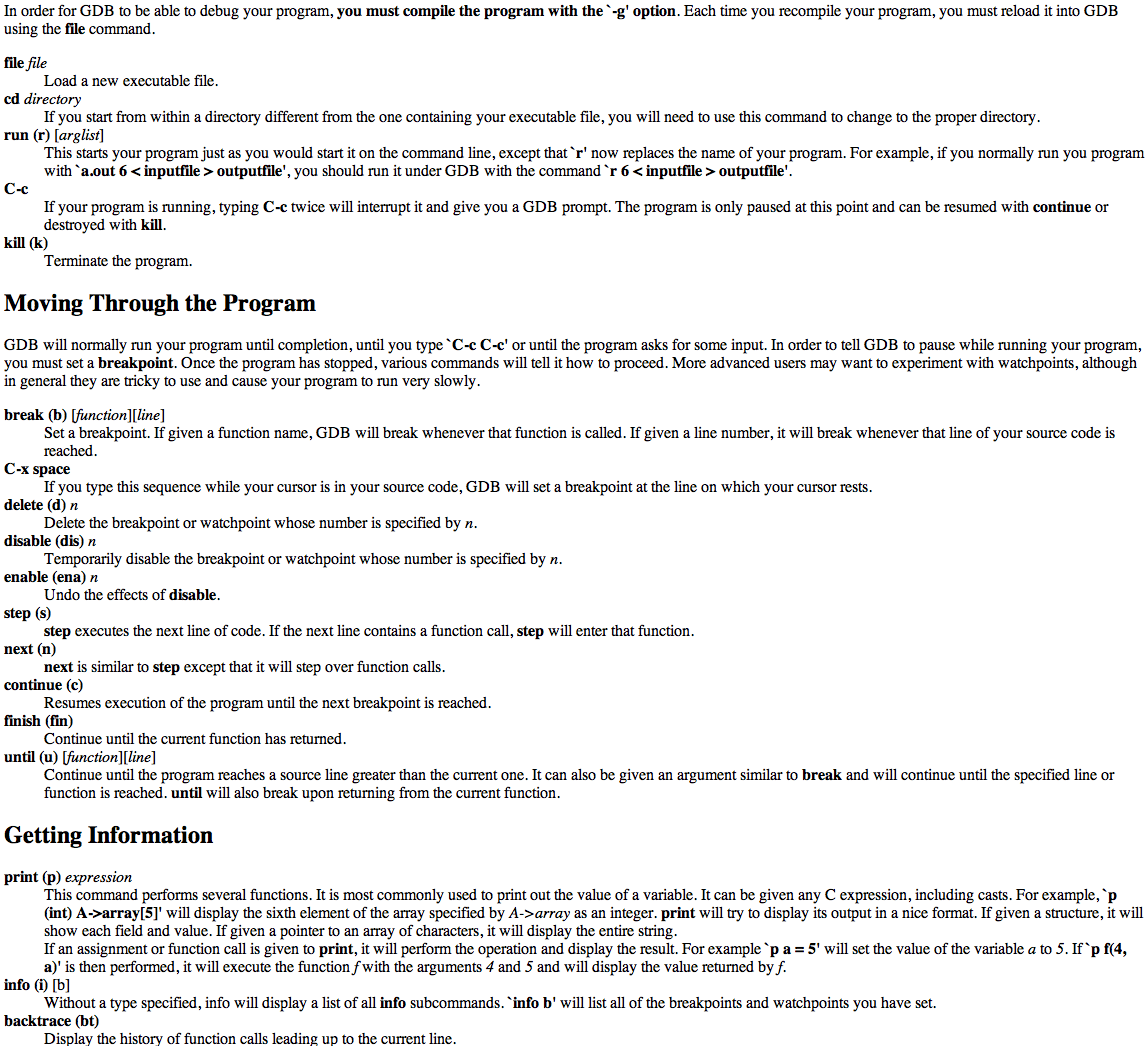 In order for GDB to be able to debug your program, you must compile the program with the `-g' option. Each time you recompile your program, you must reload it into GDB
using the file command.
file file
Load a new executable file.
cd directory
If you start from within a directory different from the one containing your executable file, you will need to use this command to change to the proper directory.
run (r) [arglist]
This starts your program just as you would start it on the command line, except that `r' now replaces the name of your program. For example, if you normally run you program
with `a.out 6 < inputfile > outputfile', you should run it under GDB with the command `r 6 < inputfile > outputfile'.
C-c
If your program is running, typing C-c twice will interrupt it and give you a GDB prompt. The program is only paused at this point and can be resumed with continue or
destroyed with kill.
kill (k)
Terminate the program.
Moving Through the Program
GDB will normally run your program until completion, until you type `C-c C-c' or until the program asks for some input. In order to tell GDB to pause while running your program,
you must set a breakpoint. Once the program has stopped, various commands will tell it how to proceed. More advanced users may want to experiment with watchpoints, although
in general they are tricky to use and cause your program to run very slowly.
break (b) [function][line]
Set a breakpoint. If given a function name, GDB will break whenever that function is called. If given a line number, it will break whenever that line of your source code is
reached.
C-x space
If you type this sequence while your cursor is in your source code, GDB will set a breakpoint at the line on which your cursor rests.
delete (d) n
Delete the breakpoint or watchpoint whose number is specified by n.
disable (dis) n
Temporarily disable the breakpoint or watchpoint whose number is specified by n.
enable (ena) n
Undo the effects of disable.
step (s)
step executes the next line of code. If the next line contains a function call, step will enter that function.
next (n)
next is similar to step except that it will step over function calls.
continue (c)
Resumes execution of the program until the next breakpoint is reached.
finish (fin)
Continue until the current function has returned.
until (u) [function][line]
Continue until the program reaches a source line greater than the current one. It can also be given an argument similar to break and will continue until the specified line or
function is reached. until will also break upon returning from the current function.
Getting Information
print (p) expression
This command performs several functions. It is most commonly used to print out the value of a variable. It can be given any C expression, including casts. For example, `p
(int) A->array[5]' will display the sixth element of the array specified by A->array as an integer. print will try to display its output in a nice format. If given a structure, it will
show each field and value. If given a pointer to an array of characters, it will display the entire string.
If an assignment or function call is given to print, it will perform the operation and display the result. For example `p a = 5' will set the value of the variable a to 5. If `p f(4,
a)' is then performed, it will execute the function f with the arguments 4 and 5 and will display the value returned by f.
info (i) [b]
Without a type specified, info will display a list of all info subcommands. `info b' will list all of the breakpoints and watchpoints you have set.
backtrace (bt)
Display the history of function calls leading up to the current line.